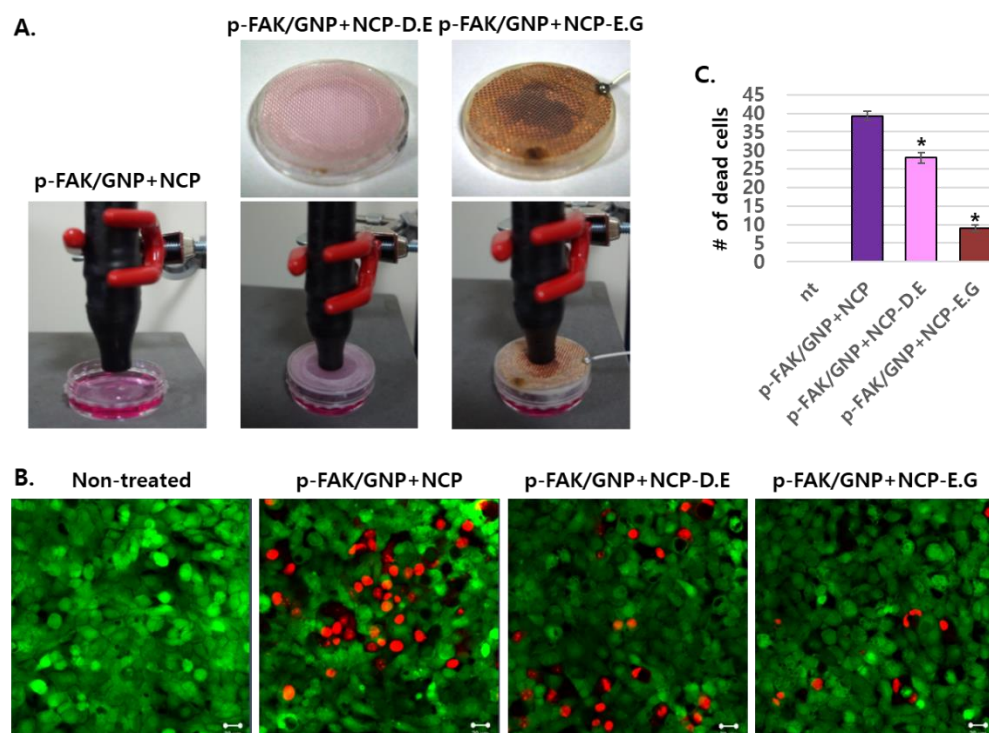 A.
p-FAK/GNP+NCP-D.E
p-FAK/GNP+NCP-E.G
p-FAK/GNP+NCP
C.
# of dead cells
45
40
35
30
25
20
15
10
5
0
*
*
nt
p-FAK/GNP+NCP
p-FAK/GNP+NCP-D.E
p-FAK/GNP+NCP-E.G
B.
Non-treated
p-FAK/GNP+NCP
p-FAK/GNP+NCP-D.E
p-FAK/GNP+NCP-E.G